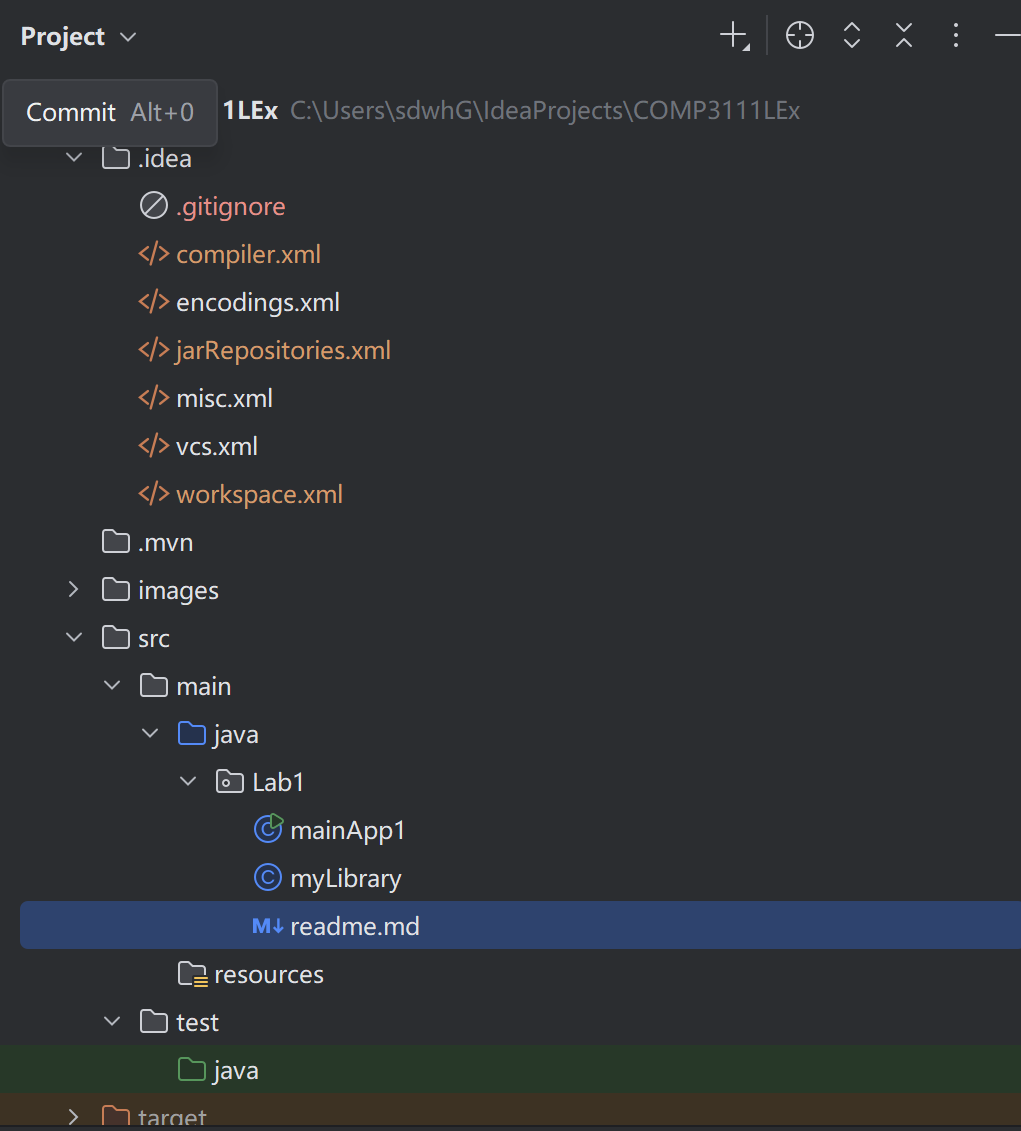 Project
Commit Alt+0
1LEx C:\Users\sdwhG\IdeaProjects\COMP3111LEx
.idea
.gitignore
</> compiler.xml
</> encodings.xml
</> jarRepositories.xml
</> misc.xml
</> vcs.xml
</> workspace.xml
.mvn
images
src
main
java
Lab1
C mainApp1
C myLibrary
M↓ readme.md
resources
test
java
target